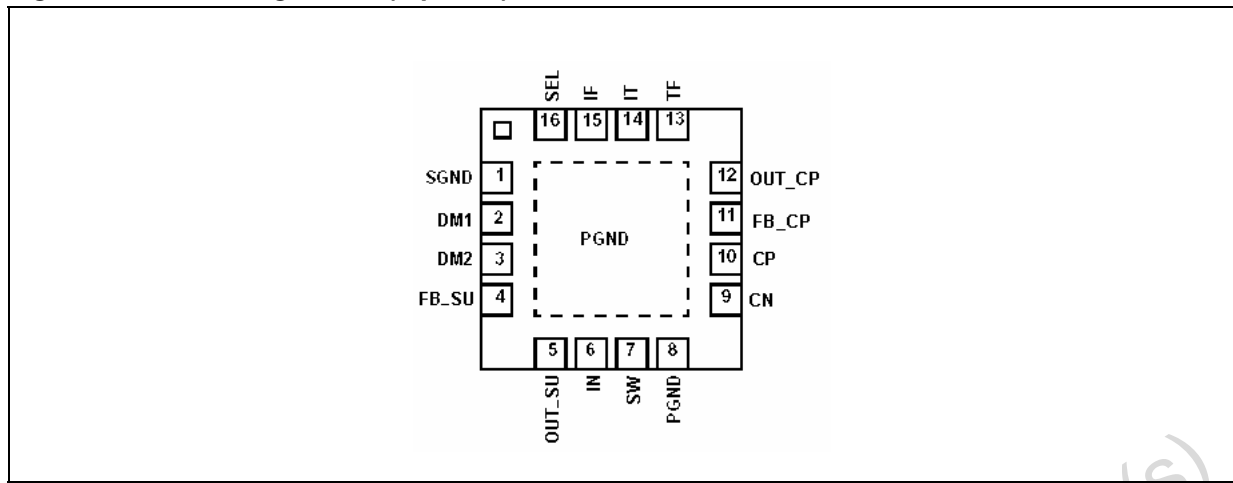 SEL IF IT TF
16 15 14 13
SGND 1 12 OUT_CP
DM1 2 11 FB_CP
PGND
DM2 3 10 CP
FB_SU 4 9 CN
5 6 7 8
OUT_SU IN SW PGND
(s)